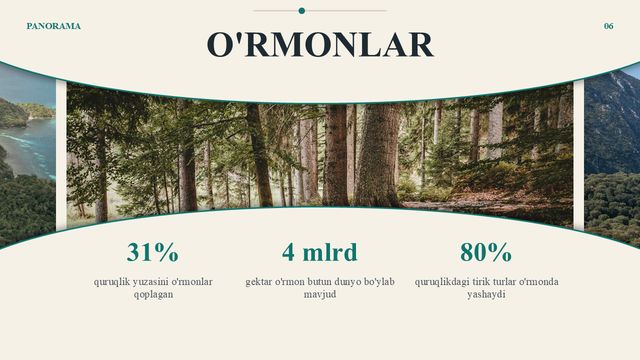 PANORAMA
06
O'RMONLAR
31%
quruqlik yuzasini o'rmonlar
qoplagan
4 mlrd
gektar o'rmon butun dunyo bo'ylab
mavjud
80%
quruqlikdagi tirik turlar o'rmonda
yashaydi